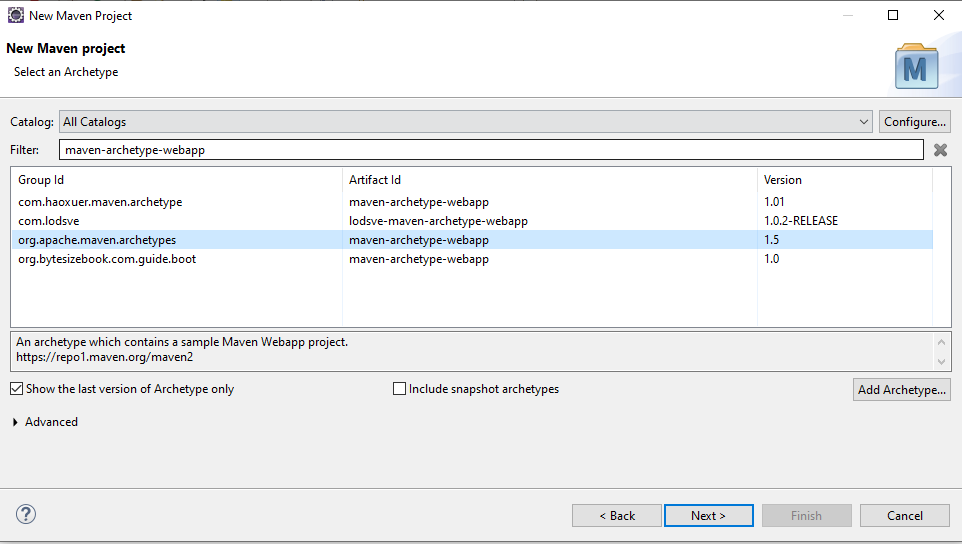 New Maven Project
New Maven project
Select an Archetype
M
Catalog: All Catalogs Configure...
Filter: maven-archetype-webapp
Group Id Artifact Id Version
com.haoxuer.maven.archetype maven-archetype-webapp 1.01
com.lodsve lodsve-maven-archetype-webapp 1.0.2-RELEASE
org.apache.maven.archetypes maven-archetype-webapp 1.5
org.bytesizebook.com.guide.boot maven-archetype-webapp 1.0
An archetype which contains a sample Maven Webapp project.
https://repo1.maven.org/maven2
Show the last version of Archetype only Include snapshot archetypes Add Archetype...
Advanced
? < Back Next > Finish Cancel